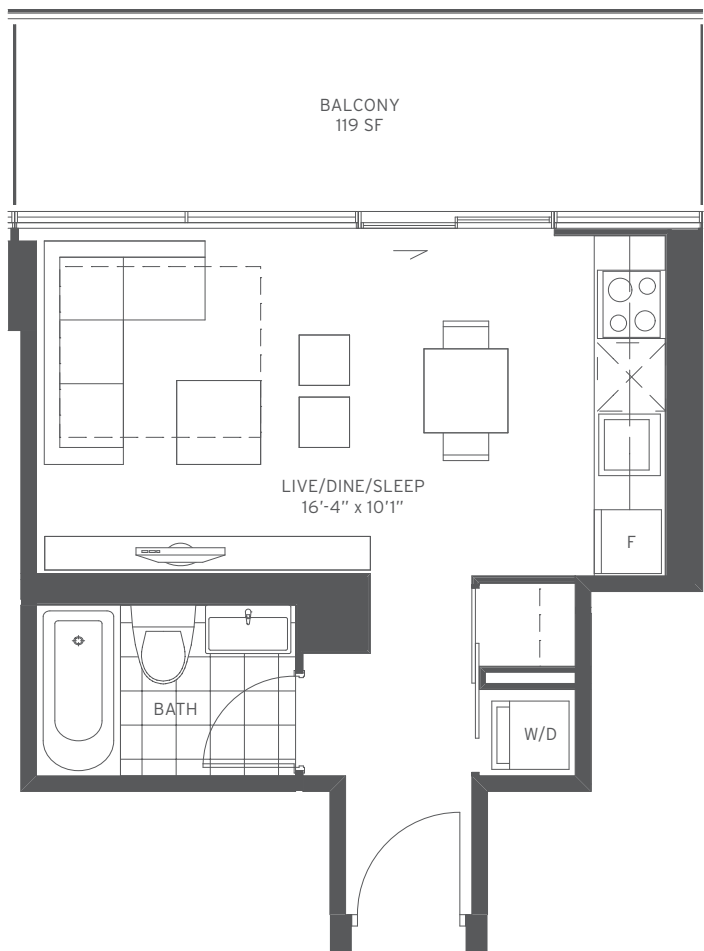 BALCONY
119 SF
LIVE/DINE/SLEEP
16'-4" x 10'1"
F
BATH
W/D